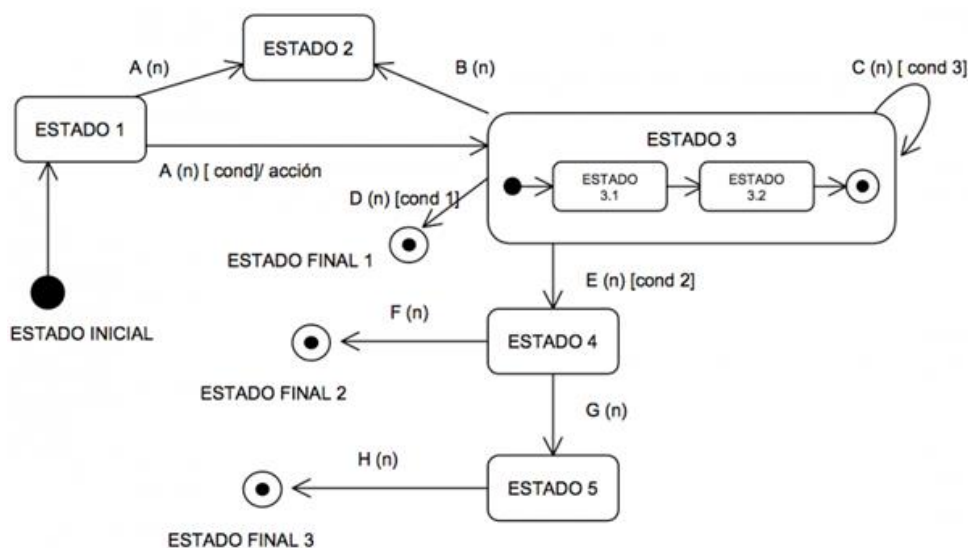 ESTADO 2
A (n)
B (n)
C (n) [ cond 3]
ESTADO 1
ESTADO 3
A (n) [ cond]/ acción
ESTADO
3.1
ESTADO
3.2
D (n) [cond 1]
ESTADO FINAL 1
E (n) [cond 2]
ESTADO INICIAL
F (n)
ESTADO 4
ESTADO FINAL 2
G (n)
H (n)
ESTADO 5
ESTADO FINAL 3